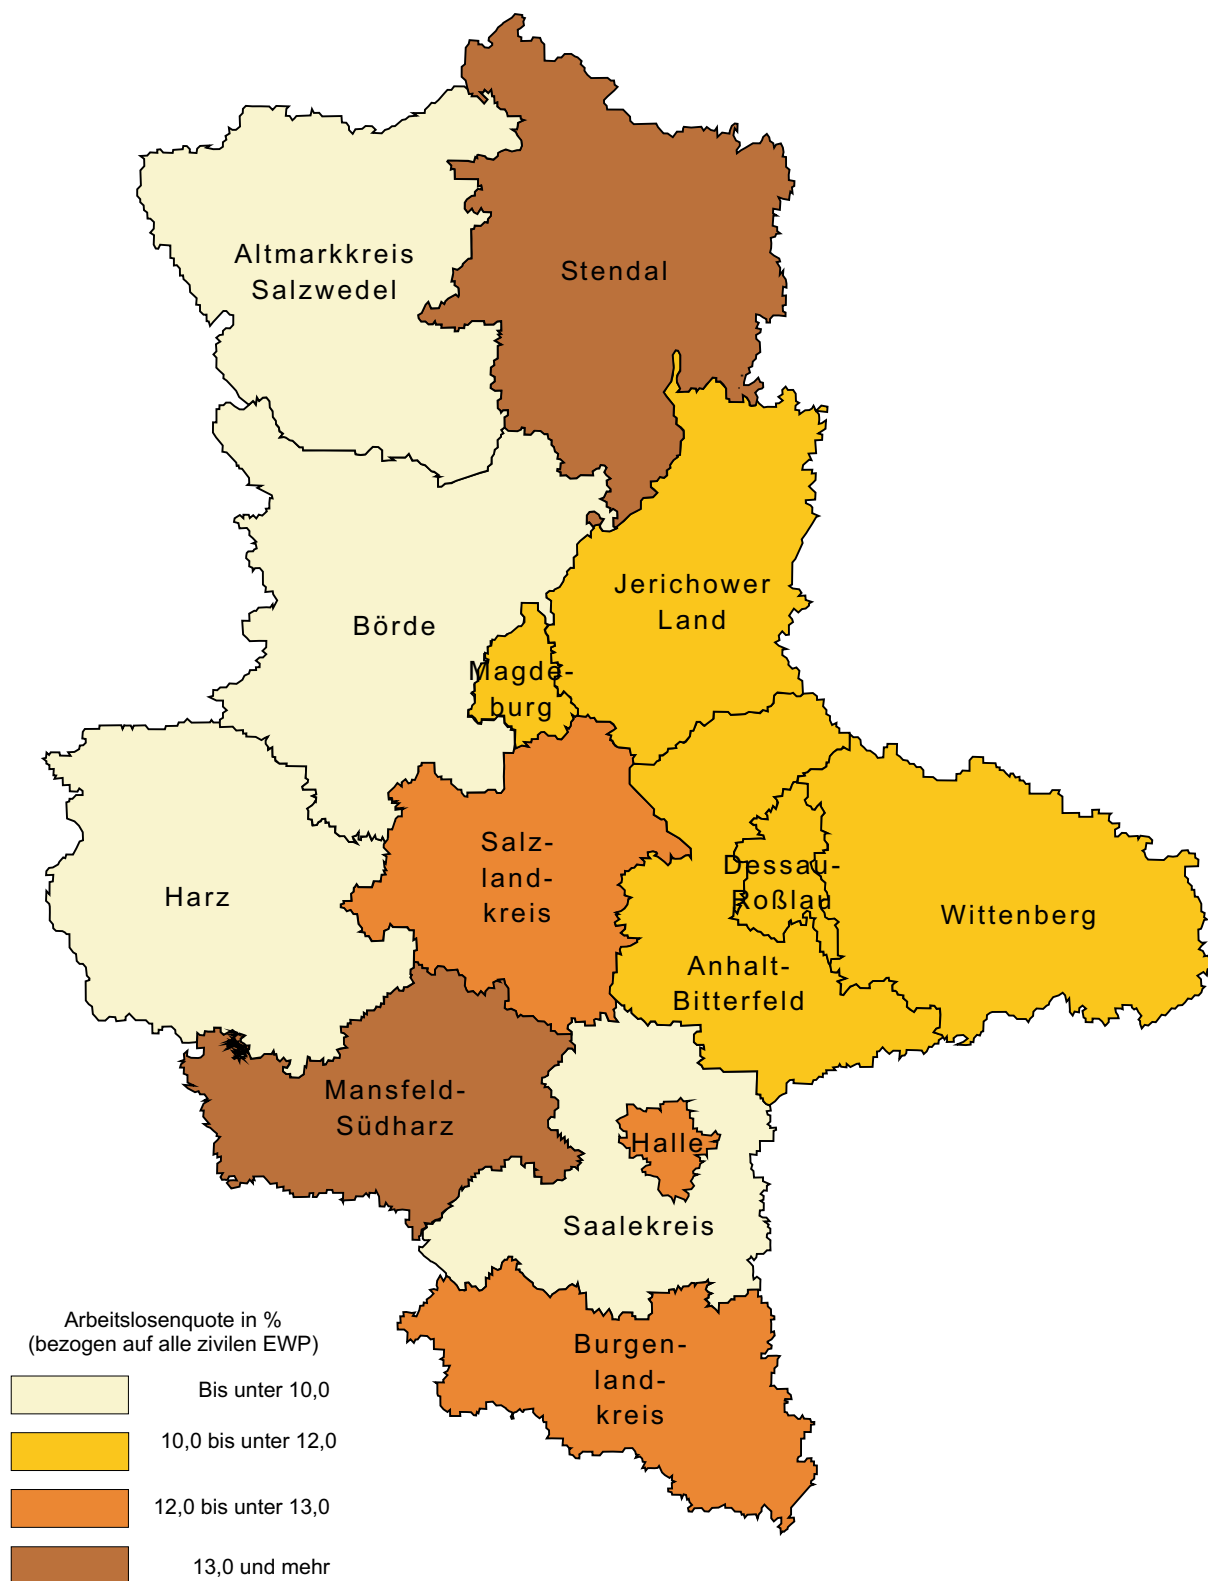 Altmarkkreis
Salzwedel
Stendal
Jerichower
Land
Börde
Magde-
burg
Salz-
land-
kreis
Harz
Dessau-
Roßlau
Wittenberg
Anhalt-
Bitterfeld
Mansfeld-
Südharz
Halle
Saalekreis
Burgen-
land-
kreis
Arbeitslosenquote in %
(bezogen auf alle zivilen EWP)
Bis unter 10,0
10,0 bis unter 12,0
12,0 bis unter 13,0
13,0 und mehr